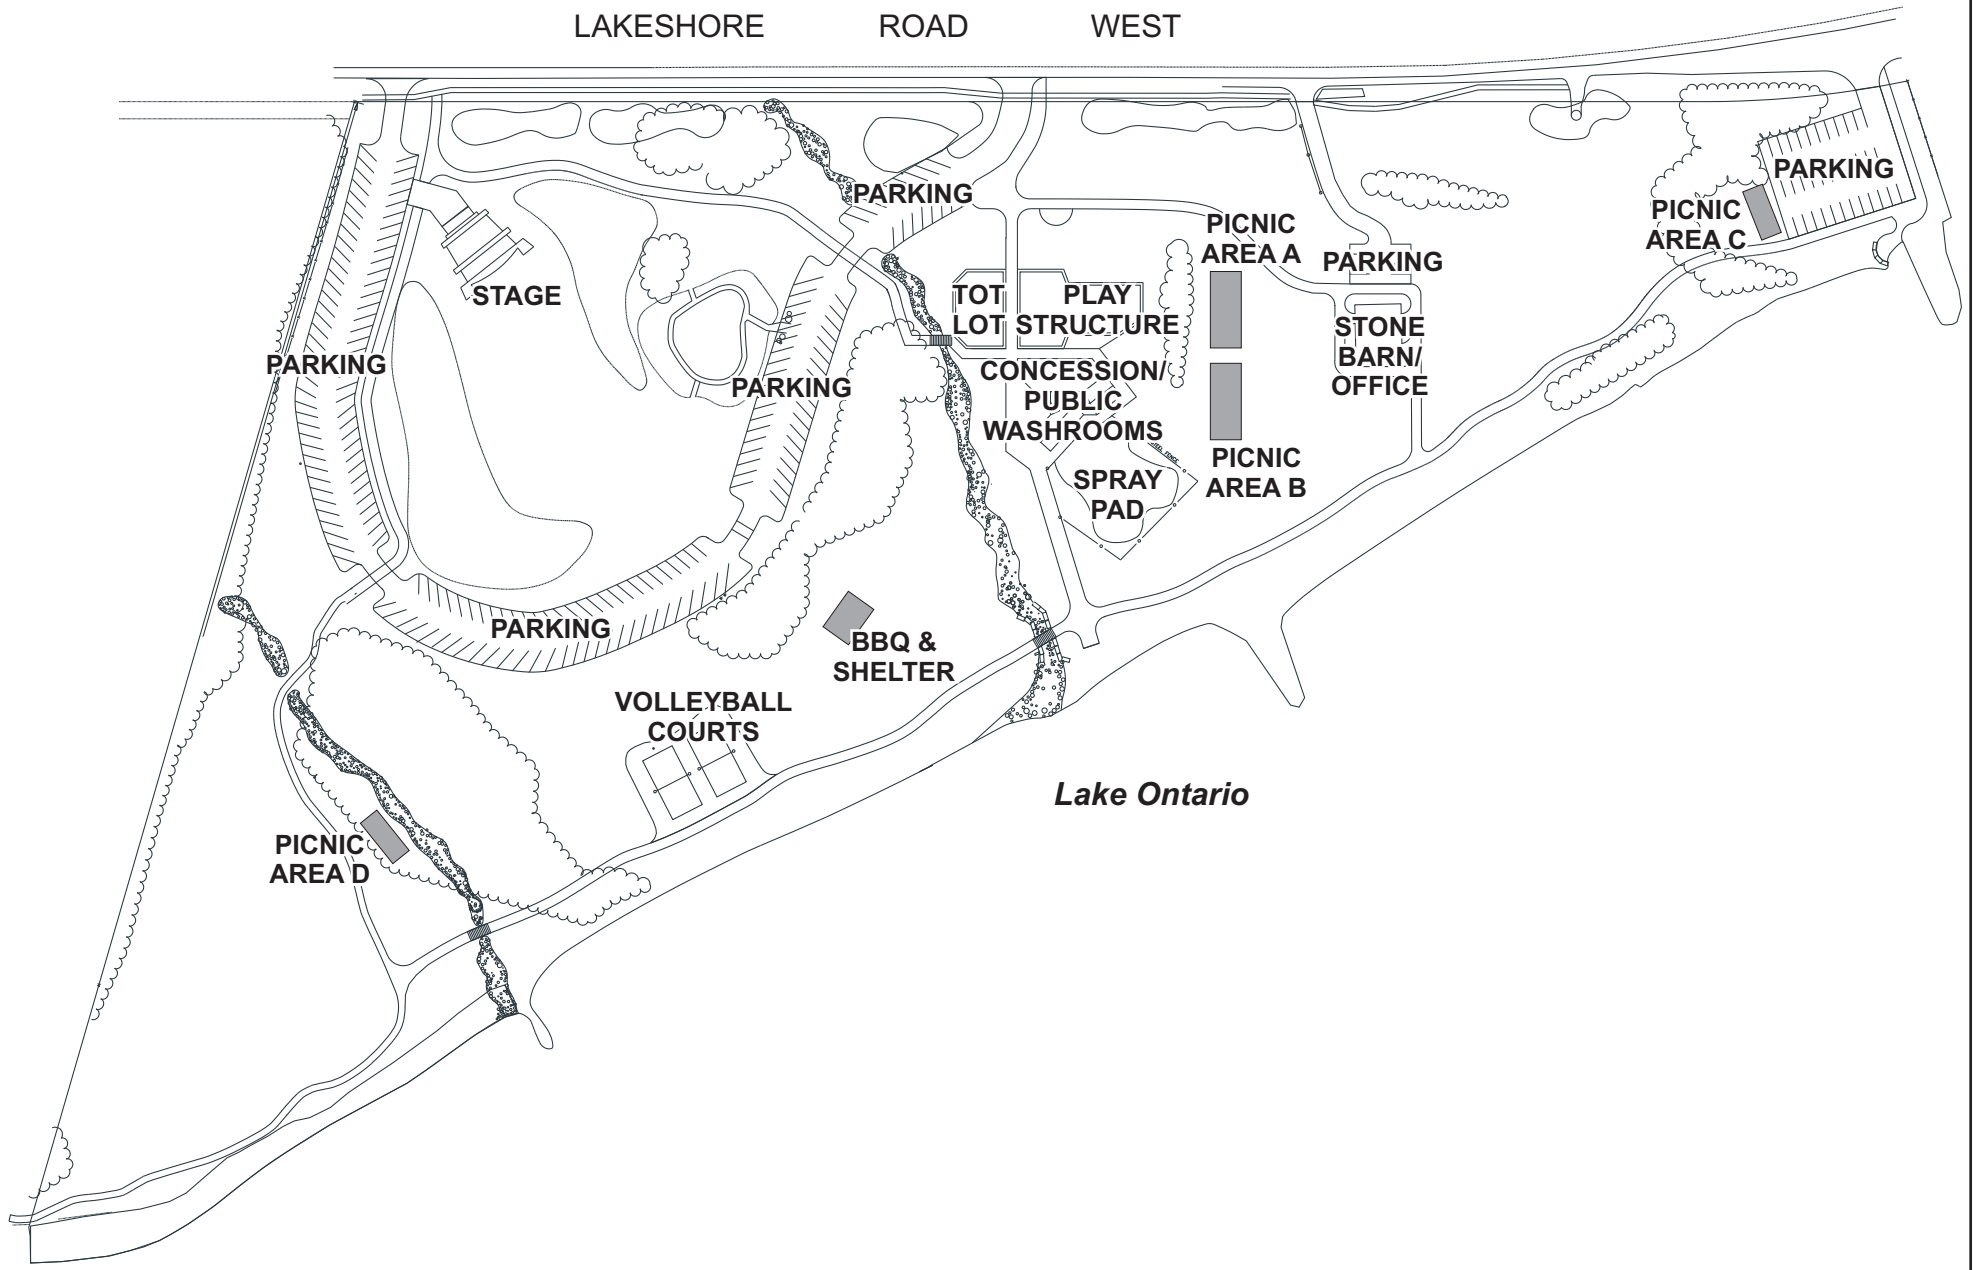 LAKESHORE ROAD WEST
PARKING
PARKING
PICNIC
AREA C
PICNIC
AREA A
PARKING
STAGE
TOT
LOT
PLAY
STRUCTURE
STONE
BARN/
OFFICE
PARKING
PARKING
CONCESSION/
PUBLIC
WASHROOMS
PICNIC
AREA B
SPRAY
PAD
PARKING
BBQ &
SHELTER
VOLLEYBALL
COURTS
Lake Ontario
PICNIC
AREA D